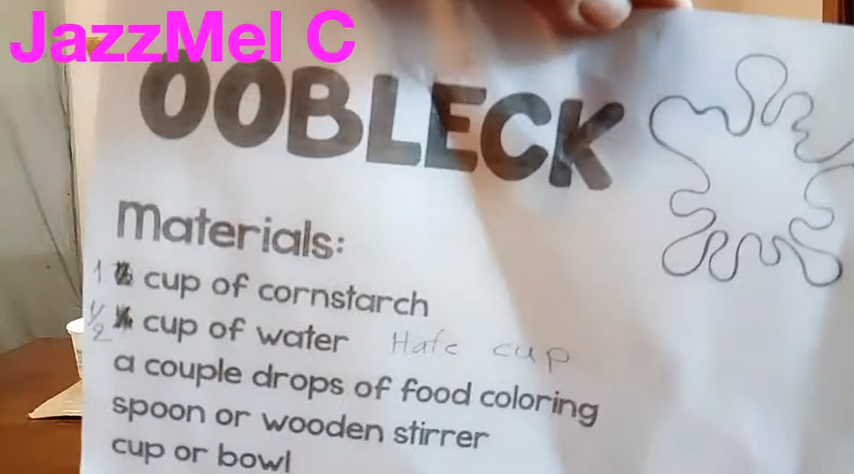 JazzMel C
OOBLECK
Materials:
1 cup of cornstarch
1/2 cup of water Hafe cup
a couple drops of food coloring
spoon or wooden stirrer
cup or bowl